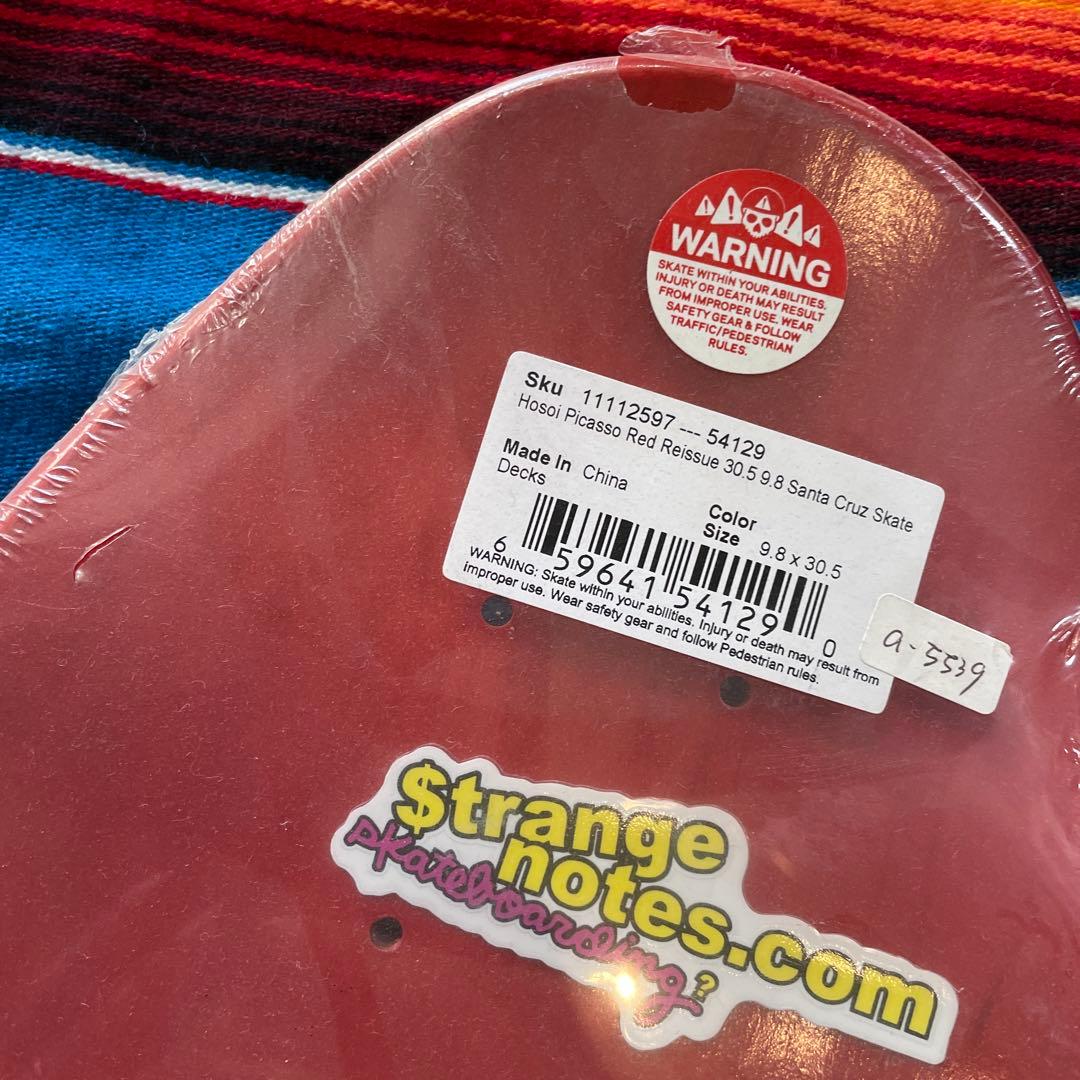 WARNING
SKATE WITHIN YOUR ABILITIES.
INJURY OR DEATH MAY RESULT
FROM IMPROPER USE. WEAR
SAFETY GEAR & FOLLOW
TRAFFIC/PEDESTRIAN
RULES.
Sku 11112597 --- 54129
Hosoi Picasso Red Reissue 30.5 9.8 Santa Cruz Skate
Decks
Made In China
Color
Size 9.8 x 30.5
6 59641 54129 0
WARNING: Skate within your abilities. Injury or death may result from
improper use. Wear safety gear and follow Pedestrian rules.
a-5539
$trange
notes.com
skateboarding?